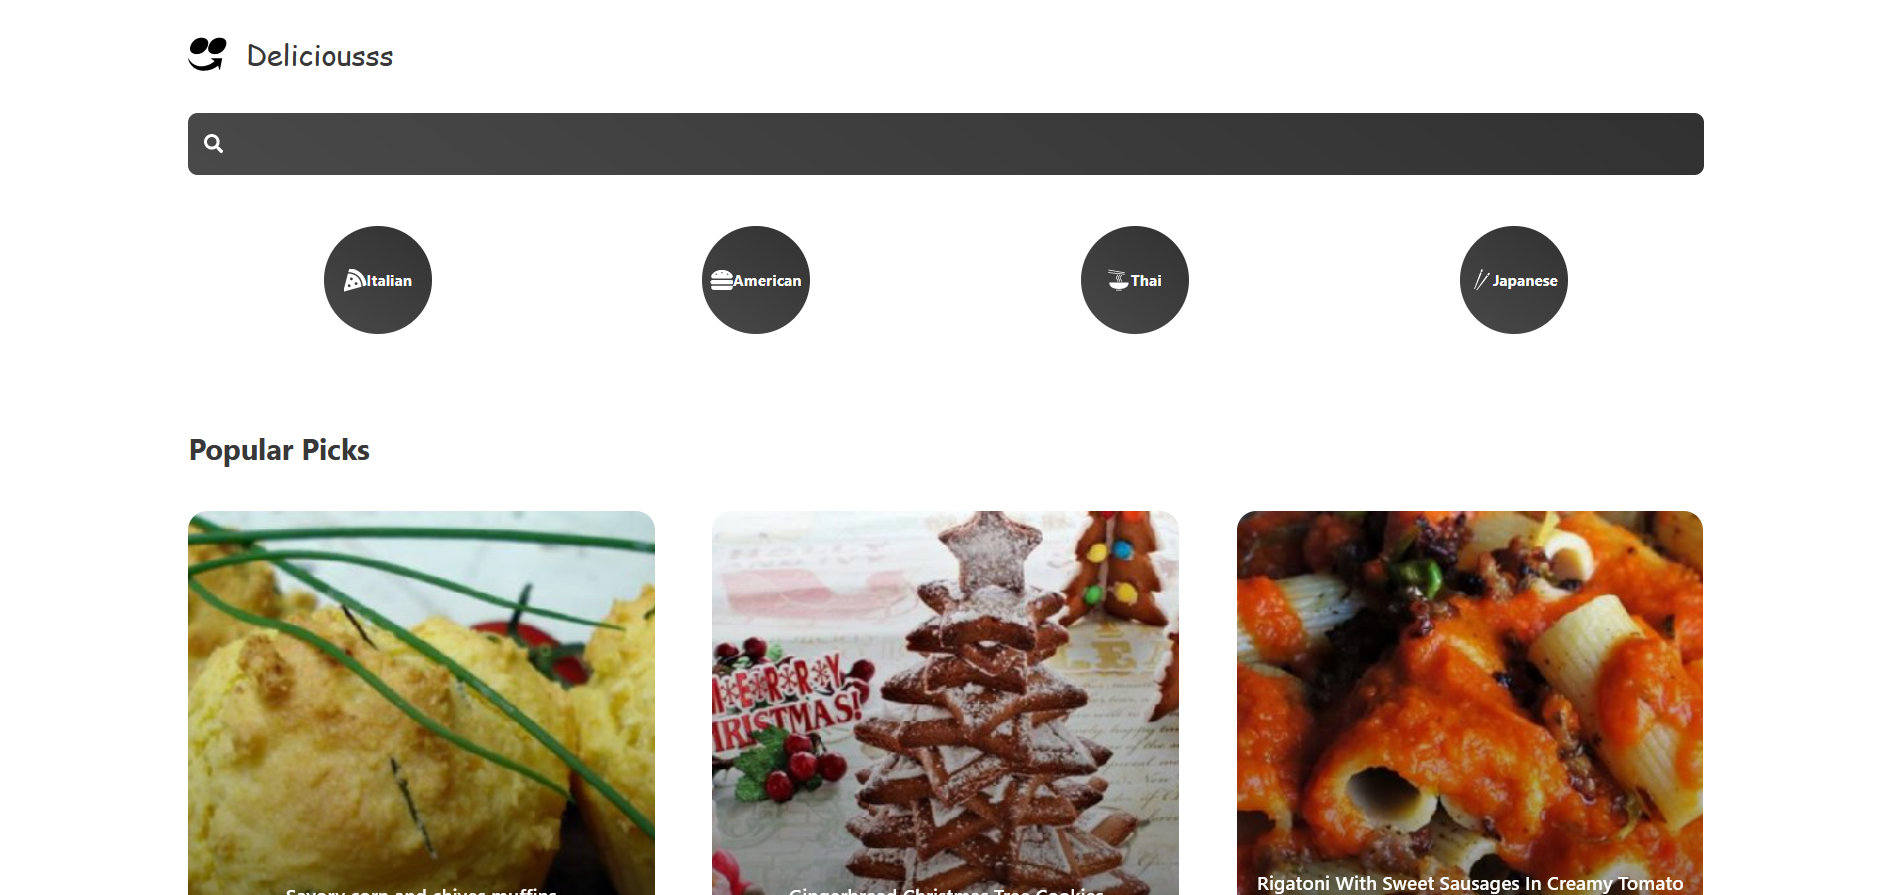 Deliciousss
Italian
American
Thai
Japanese
Popular Picks
M*E*R*R*Y
CHRISTMAS!
Savory corn and chives muffins
Gingerbread Christmas Tree Cookies
Rigatoni With Sweet Sausages In Creamy Tomato